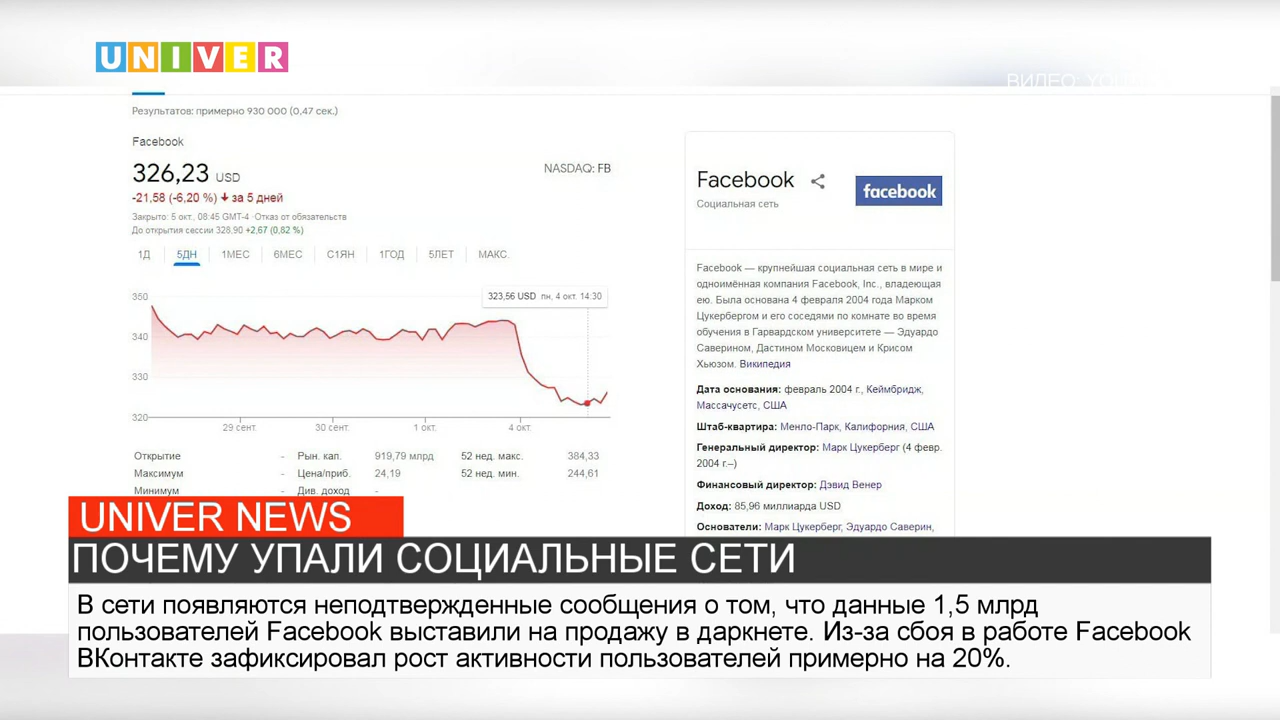 UNIVER
ВИДЕО:
Результатов: примерно 930 000 (0,47 сек.)
Facebook
326,23 USD
NASDAQ: FB
-21,58 (-6,20 %) за 5 дней
Закрыто: 5 окт., 08:45 GMT-4 ·Отказ от обязательств
До открытия сессии 328,90 +2,67 (0,82 %)
1Д 5ДН 1МЕС 6МЕС С1ЯН 1ГОД 5ЛЕТ МАКС.
323,56 USD пн, 4 окт. 14:30
350
340
330
320
29 сент. 30 сент. 1 окт. 4 окт.
Открытие - Рын. кап. 919,79 млрд 52 нед. макс. 384,33
Максимум - Цена/приб. 24,19 52 нед. мин. 244,61
Минимум - Див. доход -
Facebook
Социальная сеть
facebook
Facebook — крупнейшая социальная сеть в мире и
одноимённая компания Facebook, Inc., владеющая
ею. Была основана 4 февраля 2004 года Марком
Цукербергом и его соседями по комнате во время
обучения в Гарвардском университете — Эдуардо
Саверином, Дастином Московицем и Крисом
Хьюзом. Википедия
Дата основания: февраль 2004 г., Кеймбридж,
Массачусетс, США
Штаб-квартира: Менло-Парк, Калифорния, США
Генеральный директор: Марк Цукерберг (4 февр.
2004 г.–)
Финансовый директор: Дэвид Венер
Доход: 85,96 миллиарда USD
Основатели: Марк Цукерберг, Эдуардо Саверин,
UNIVER NEWS
ПОЧЕМУ УПАЛИ СОЦИАЛЬНЫЕ СЕТИ
В сети появляются неподтвержденные сообщения о том, что данные 1,5 млрд
пользователей Facebook выставили на продажу в даркнете. Из-за сбоя в работе Facebook
ВКонтакте зафиксировал рост активности пользователей примерно на 20%.